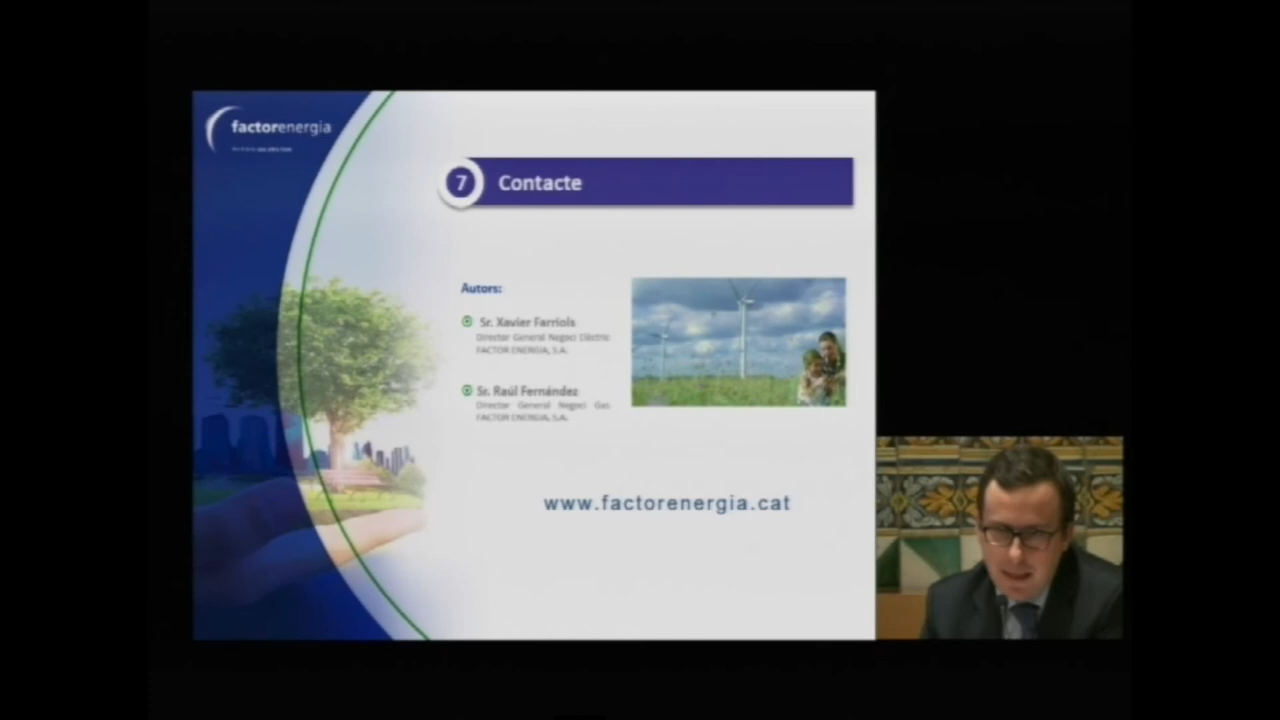 factorenergia
7
Contacte
Autors:
Sr. Xavier Farriols
Director General Negoci Elèctric
FACTOR ENERGIA, S.A.
Sr. Raúl Fernández
Director General Negoci Gas
FACTOR ENERGIA, S.A.
www.factorenergia.cat